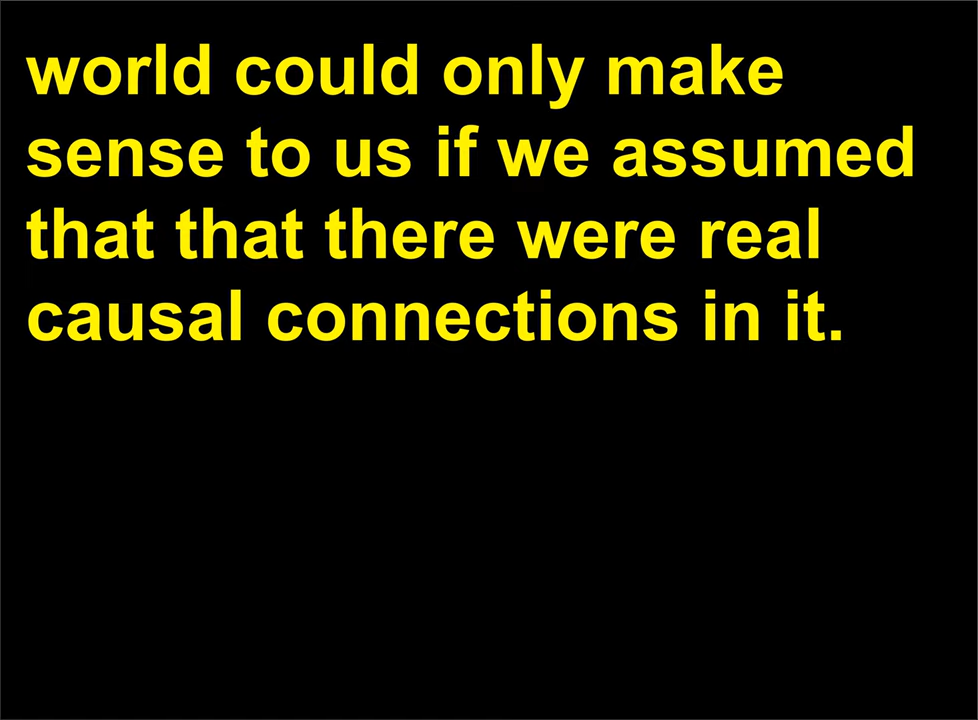 world could only make
sense to us if we assumed
that that there were real
causal connections in it.